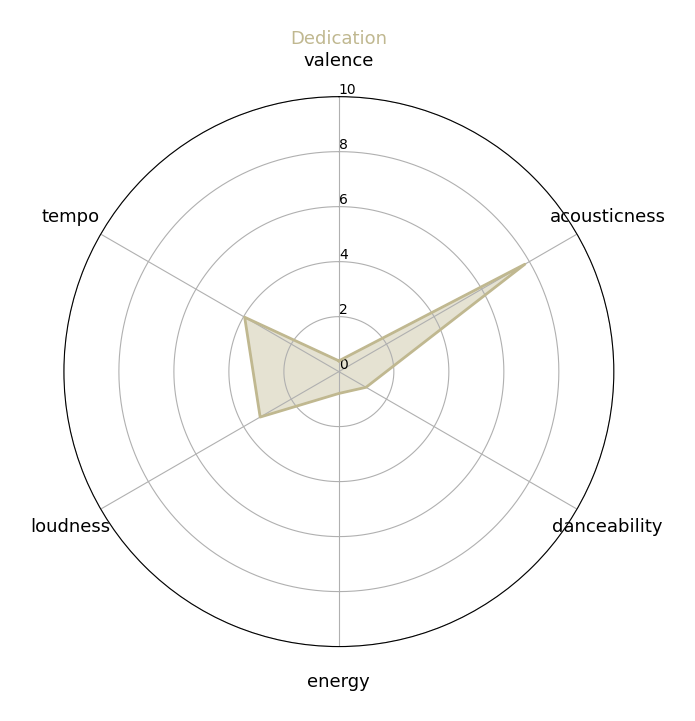 Dedication
valence
10
8
tempo
6
acousticness
4
2
0
loudness
danceability
energy